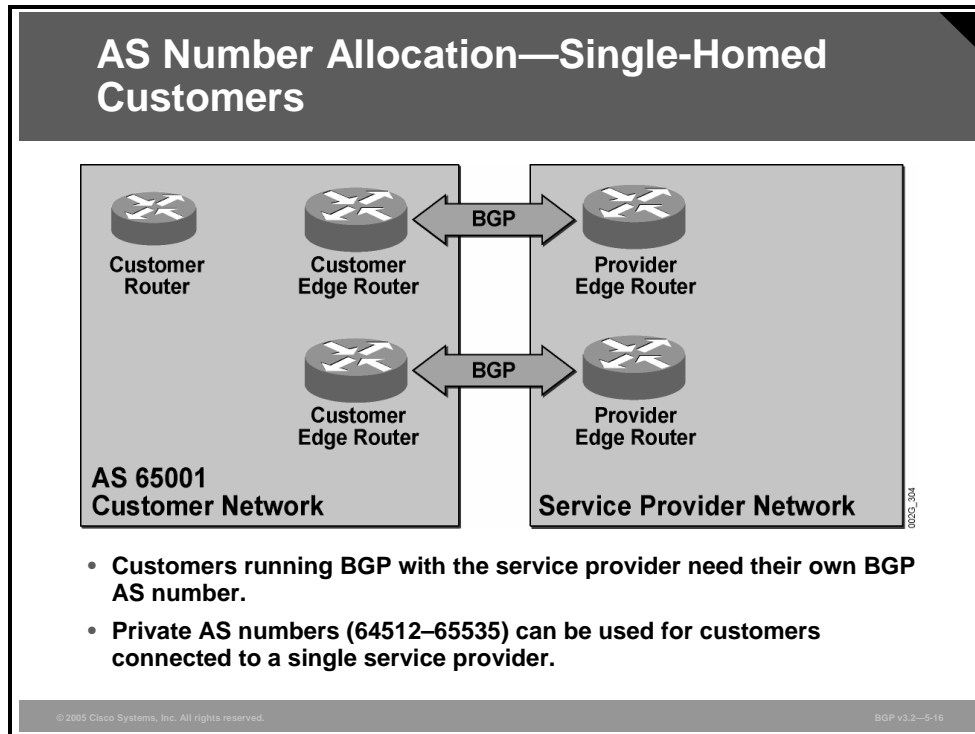 AS Number Allocation—Single-Homed
Customers
BGP
Customer
Router
Customer
Edge Router
Provider
Edge Router
BGP
Customer
Edge Router
Provider
Edge Router
AS 65001
Customer Network
Service Provider Network
002G_304
• Customers running BGP with the service provider need their own BGP
AS number.
• Private AS numbers (64512–65535) can be used for customers
connected to a single service provider.
© 2005 Cisco Systems, Inc. All rights reserved.
BGP v3.2—5-16